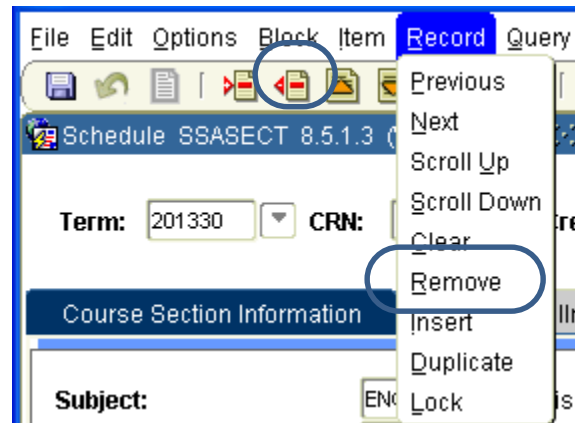 File Edit Options Block Item Record Query
Previous
Next
Scroll Up
Schedule SSASECT 8.5.1.3
Scroll Down
Term: 201330 CRN:
Clear
Remove
Course Section Information
Insert
Duplicate
Subject:
Lock